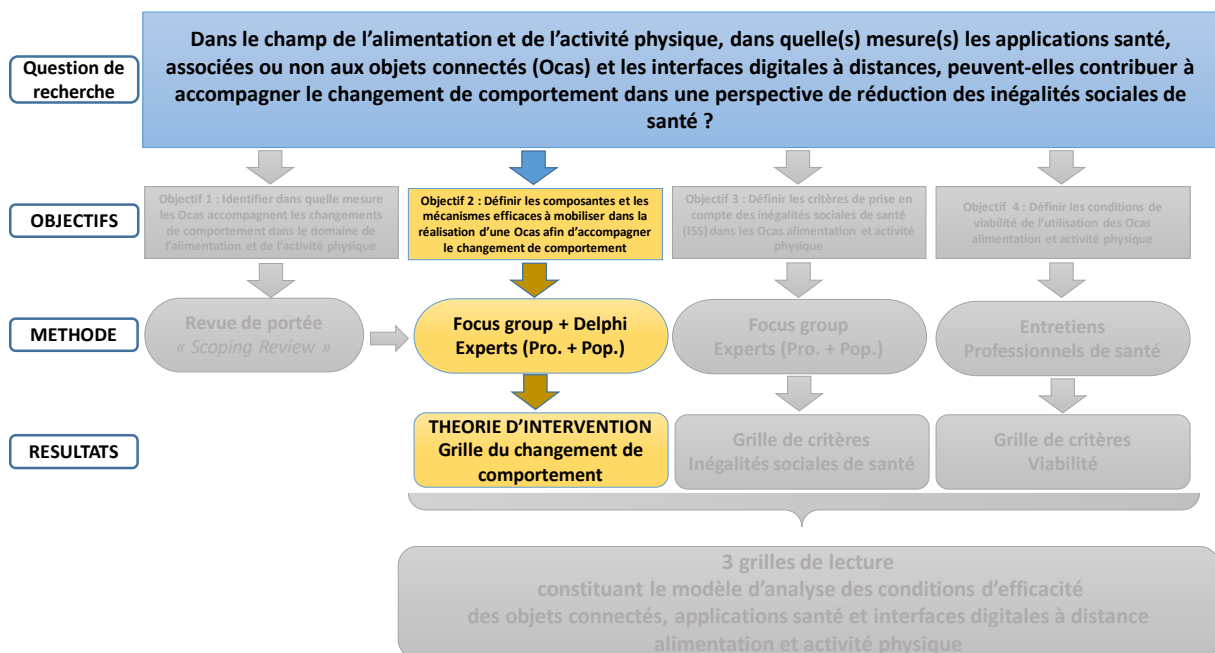 Question de
recherche
Dans le champ de l’alimentation et de l’activité physique, dans quelle(s) mesure(s) les applications santé,
associées ou non aux objets connectés (Ocas) et les interfaces digitales à distances, peuvent-elles contribuer à
accompagner le changement de comportement dans une perspective de réduction des inégalités sociales de
santé ?
OBJECTIFS
Objectif 1 : Identifier dans quelle mesure
les Ocas accompagnent les changements
de comportement dans le domaine de
l’alimentation et de l’activité physique
Objectif 2 : Définir les composantes et les
mécanismes efficaces à mobiliser dans la
réalisation d’une Ocas afin d’accompagner
le changement de comportement
Objectif 3 : Définir les critères de prise en
compte des inégalités sociales de santé
(ISS) dans les Ocas alimentation et activité
physique
Objectif 4 : Définir les conditions de
viabilité de l’utilisation des Ocas
alimentation et activité physique
METHODE
Revue de portée
« Scoping Review »
Focus group + Delphi
Experts (Pro. + Pop.)
Focus group
Experts (Pro. + Pop.)
Entretiens
Professionnels de santé
RESULTATS
THEORIE D’INTERVENTION
Grille du changement de
comportement
Grille de critères
Inégalités sociales de santé
Grille de critères
Viabilité
3 grilles de lecture
constituant le modèle d’analyse des conditions d’efficacité
des objets connectés, applications santé et interfaces digitales à distance
alimentation et activité physique